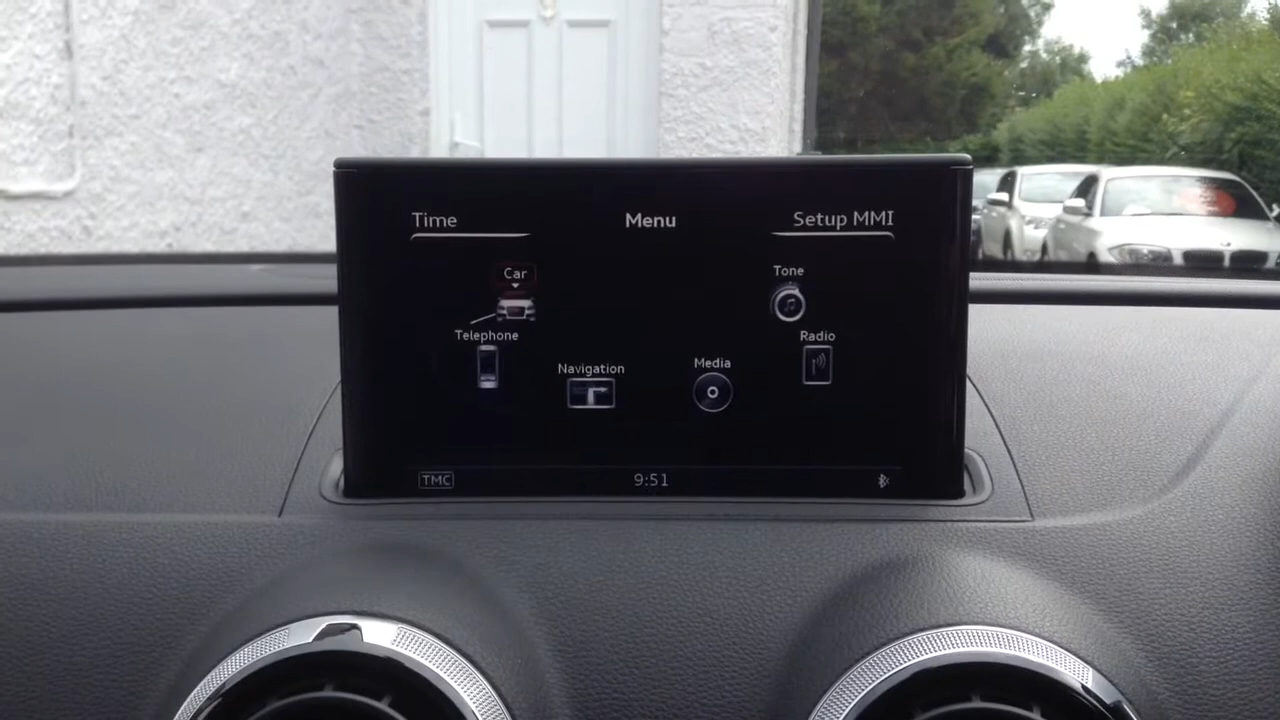 Time Menu Setup MMI
Car
Tone
Telephone
Radio
Navigation
Media
TMC 9:51